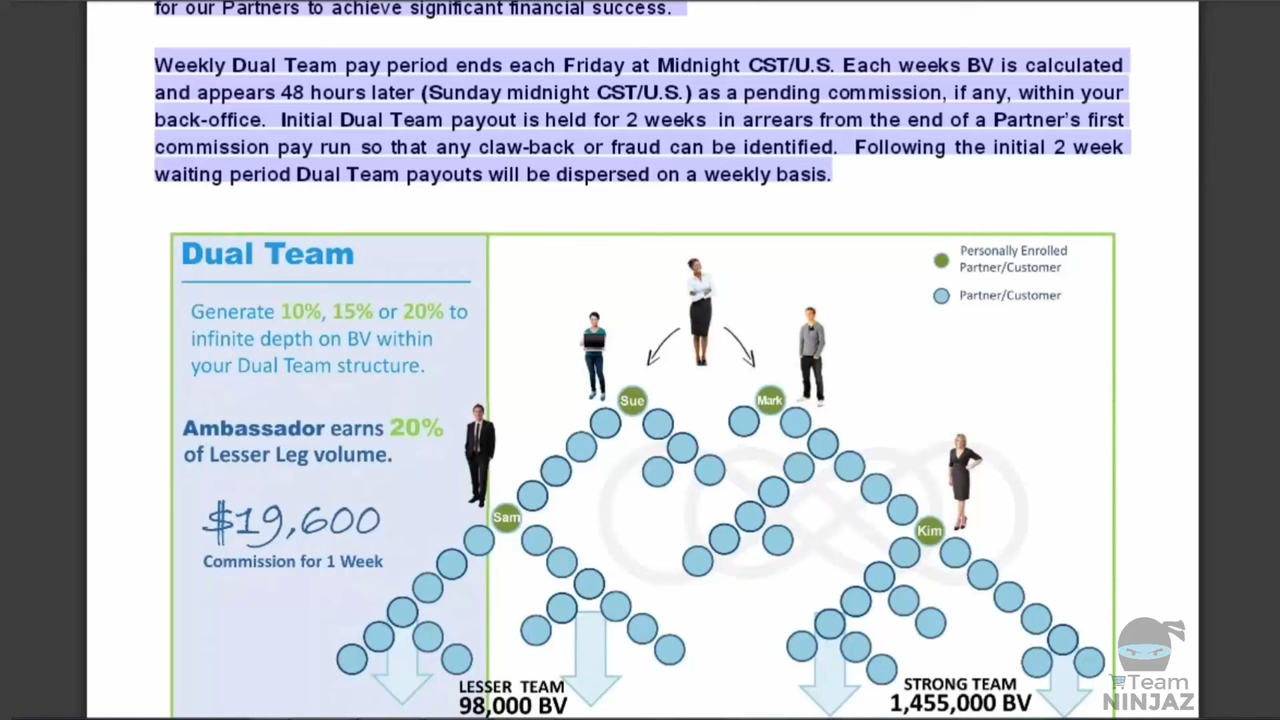 for our Partners to achieve significant financial success.
Weekly Dual Team pay period ends each Friday at Midnight CST/U.S. Each weeks BV is calculated
and appears 48 hours later (Sunday midnight CST/U.S.) as a pending commission, if any, within your
back-office. Initial Dual Team payout is held for 2 weeks in arrears from the end of a Partner's first
commission pay run so that any claw-back or fraud can be identified. Following the initial 2 week
waiting period Dual Team payouts will be dispersed on a weekly basis.
Dual Team
Generate 10%, 15% or 20% to
infinite depth on BV within
your Dual Team structure.
Ambassador earns 20%
of Lesser Leg volume.
$19,600
Commission for 1 Week
Personally Enrolled
Partner/Customer
Partner/Customer
Sue
Mark
Sam
Kim
LESSER TEAM
98,000 BV
STRONG TEAM
1,455,000 BV
Team
NINJAZ